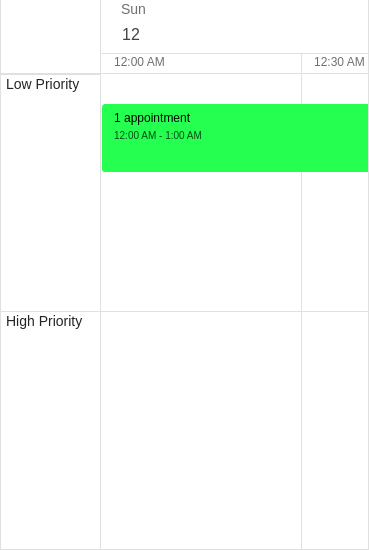 Sun
12
12:00 AM
12:30 AM
Low Priority
1 appointment
12:00 AM - 1:00 AM
High Priority